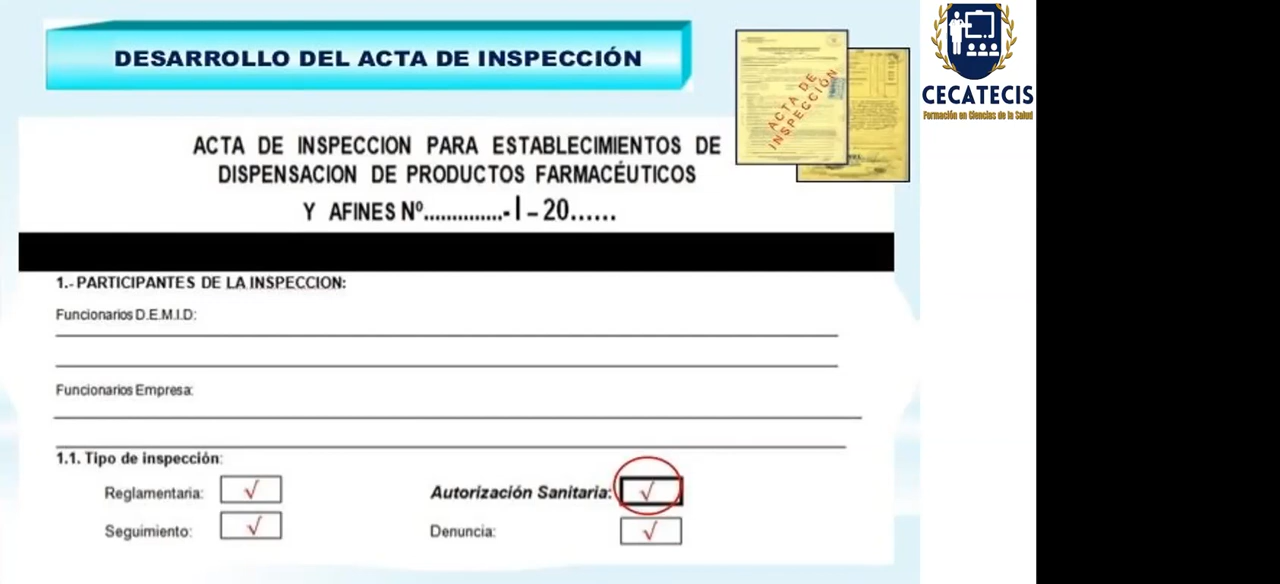 DESARROLLO DEL ACTA DE INSPECCIÓN
ACTA DE
INSPECCIÓN
CECATECIS
Formación en Ciencias de la Salud
ACTA DE INSPECCION PARA ESTABLECIMIENTOS DE
DISPENSACION DE PRODUCTOS FARMACÉUTICOS
Y AFINES Nº..............-I – 20......
1.- PARTICIPANTES DE LA INSPECCION:
Funcionarios D.E.M.I.D:
Funcionarios Empresa:
1.1. Tipo de inspección:
Reglamentaria: √ Autorización Sanitaria: √
Seguimiento: √ Denuncia: √